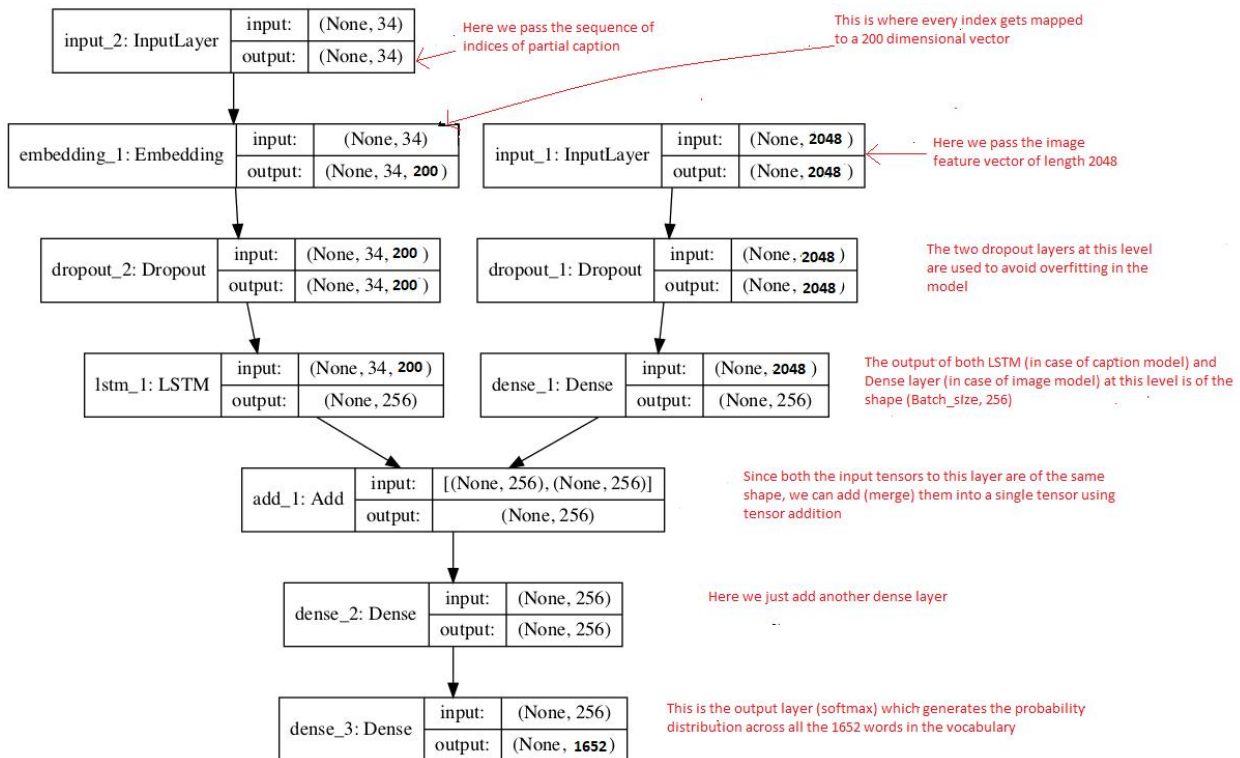 input_2: InputLayer
input: (None, 34)
output: (None, 34)
Here we pass the sequence of
indices of partial caption
This is where every index gets mapped
to a 200 dimensional vector
embedding_1: Embedding
input: (None, 34)
output: (None, 34, 200)
input_1: InputLayer
input: (None, 2048)
output: (None, 2048)
Here we pass the image
feature vector of length 2048
dropout_2: Dropout
input: (None, 34, 200)
output: (None, 34, 200)
dropout_1: Dropout
input: (None, 2048)
output: (None, 2048)
The two dropout layers at this level
are used to avoid overfitting in the
model
lstm_1: LSTM
input: (None, 34, 200)
output: (None, 256)
dense_1: Dense
input: (None, 2048)
output: (None, 256)
The output of both LSTM (in case of caption model) and
Dense layer (in case of image model) at this level is of the
shape (Batch_size, 256)
add_1: Add
input: [(None, 256), (None, 256)]
output: (None, 256)
Since both the input tensors to this layer are of the same
shape, we can add (merge) them into a single tensor using
tensor addition
dense_2: Dense
input: (None, 256)
output: (None, 256)
Here we just add another dense layer
dense_3: Dense
input: (None, 256)
output: (None, 1652)
This is the output layer (softmax) which generates the probability
distribution across all the 1652 words in the vocabulary